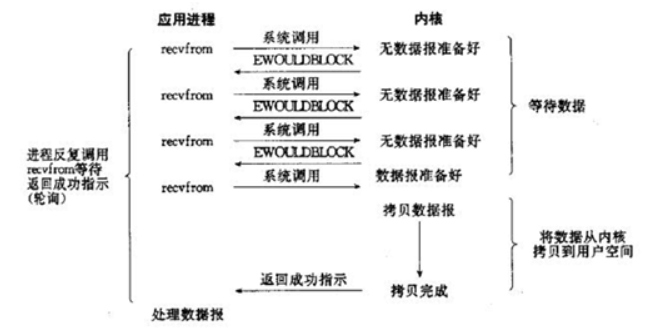 应用进程
内核
系统调用
recvfrom
无数据报准备好
EWOULDBLOCK
系统调用
recvfrom
无数据报准备好
EWOULDBLOCK
等待数据
系统调用
recvfrom
无数据报准备好
EWOULDBLOCK
进程反复调用
recvfrom等待
返回成功指示
(轮询)
系统调用
recvfrom
数据报准备好
拷贝数据报
将数据从内核
拷贝到用户空间
返回成功指示
拷贝完成
处理数据报